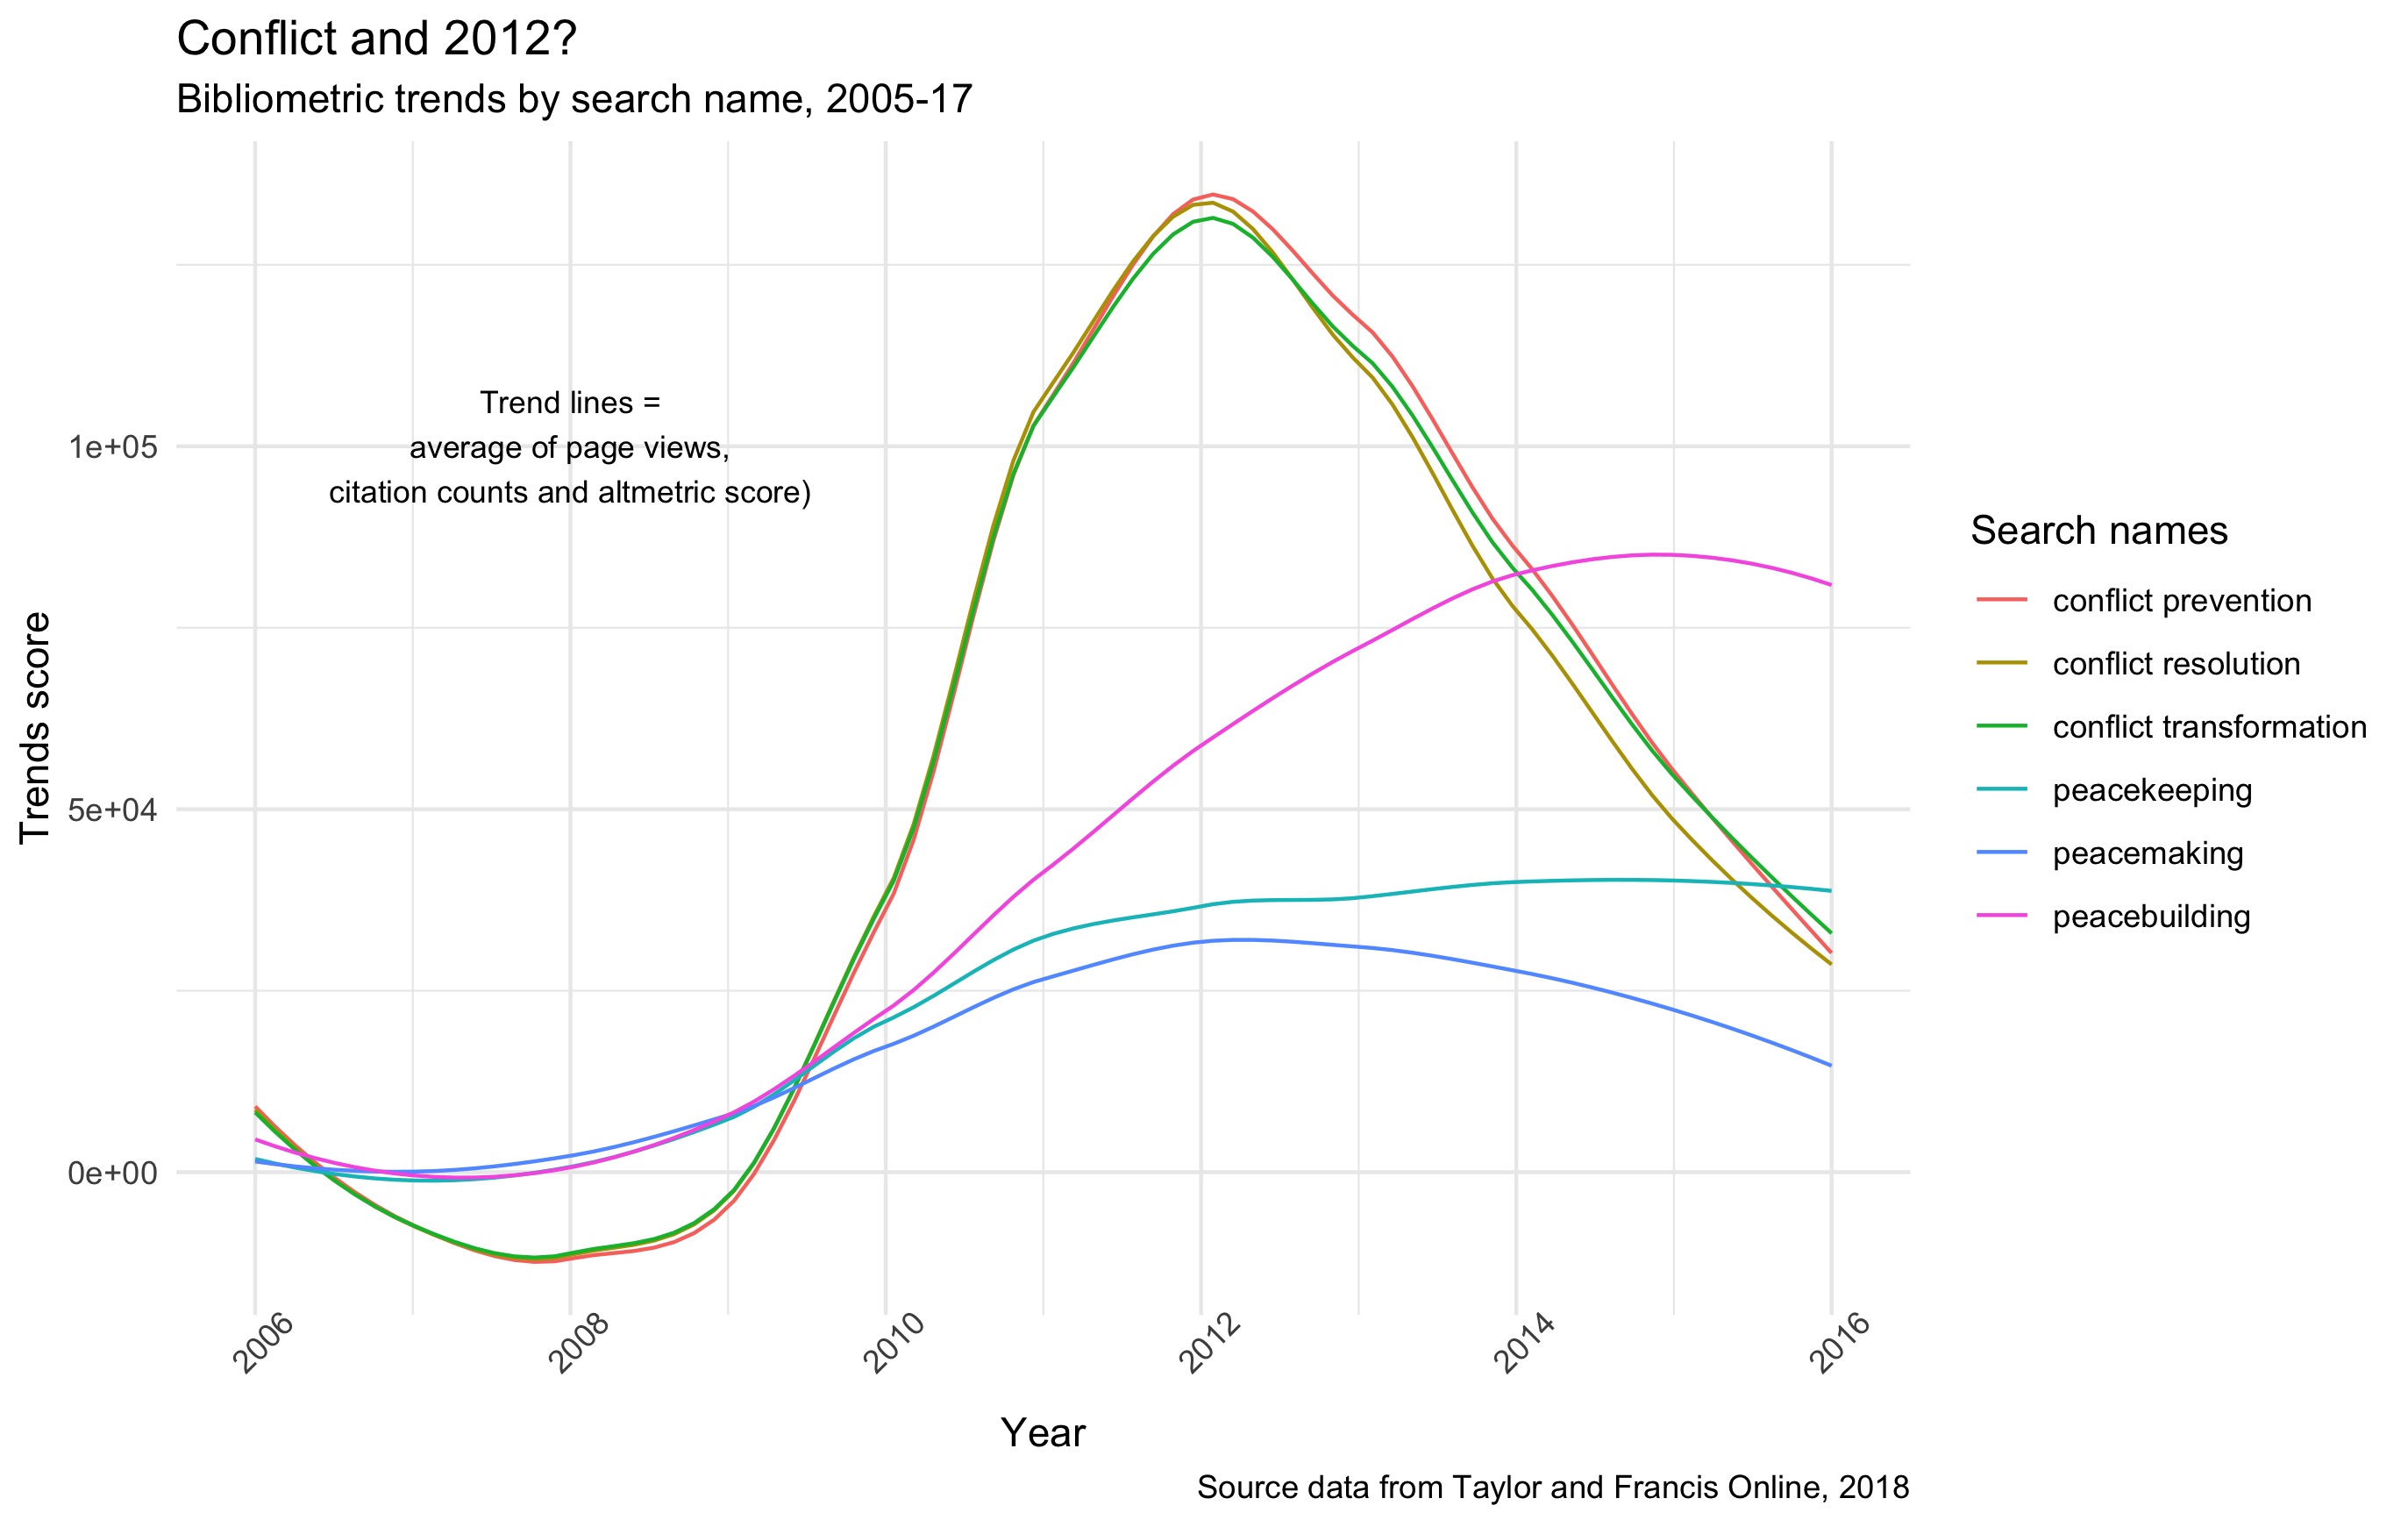 Conflict and 2012?
Bibliometric trends by search name, 2005-17
Trend lines =
average of page views,
citation counts and altmetric score)
Trends score
1e+05
5e+04
0e+00
2006
2008
2010
2012
2014
2016
Year
Search names
conflict prevention
conflict resolution
conflict transformation
peacekeeping
peacemaking
peacebuilding
Source data from Taylor and Francis Online, 2018